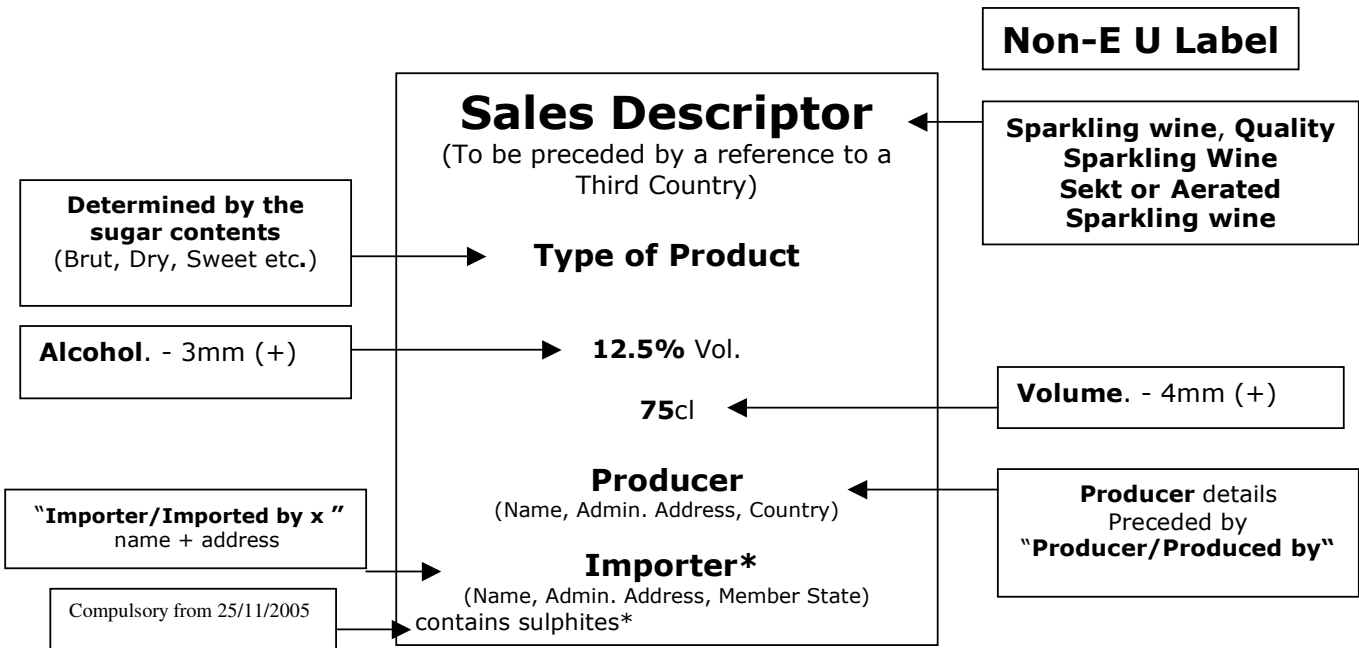 Non-E U Label
Sales Descriptor
(To be preceded by a reference to a
Third Country)
Sparkling wine, Quality
Sparkling Wine
Sekt or Aerated
Sparkling wine
Determined by the
sugar contents
(Brut, Dry, Sweet etc.)
Type of Product
Alcohol. - 3mm (+)
12.5% Vol.
75cl
Volume. - 4mm (+)
Producer
(Name, Admin. Address, Country)
Producer details
Preceded by
“Producer/Produced by“
“Importer/Imported by x ”
name + address
Importer*
(Name, Admin. Address, Member State)
Compulsory from 25/11/2005
contains sulphites*